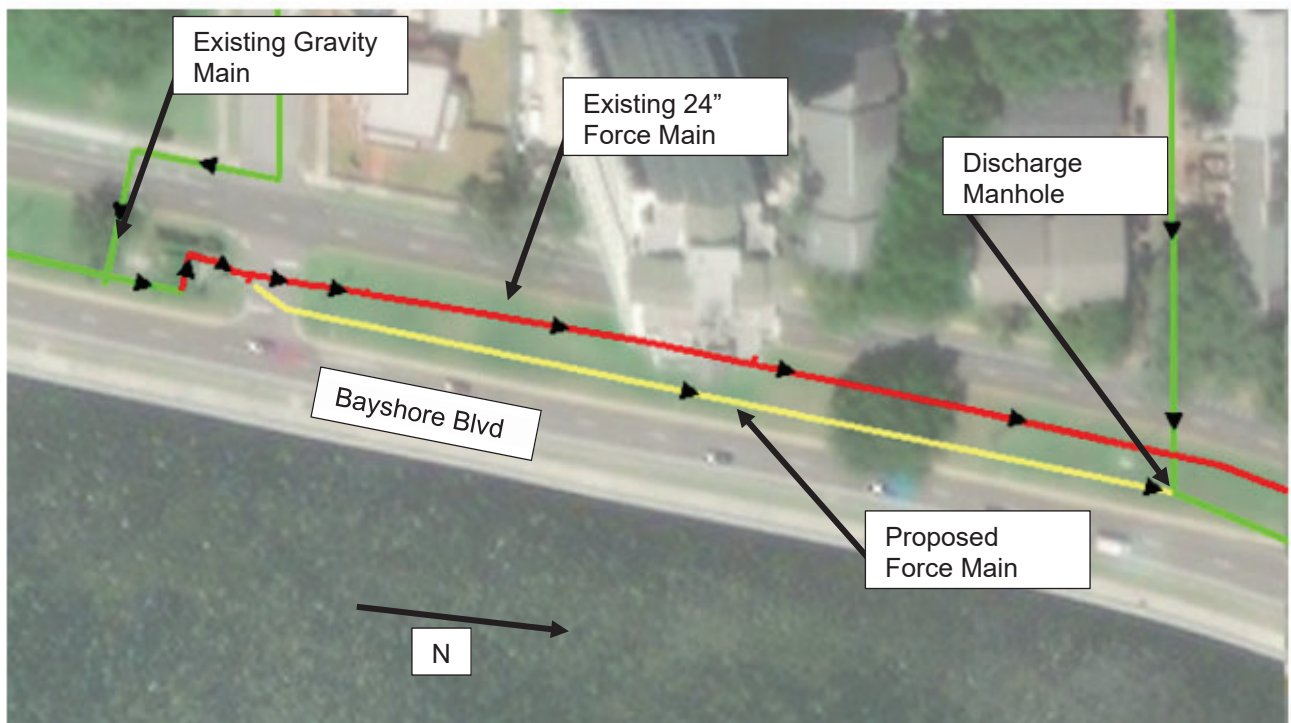 Existing Gravity
Main
Existing 24”
Force Main
Discharge
Manhole
Bayshore Blvd
Proposed
Force Main
N